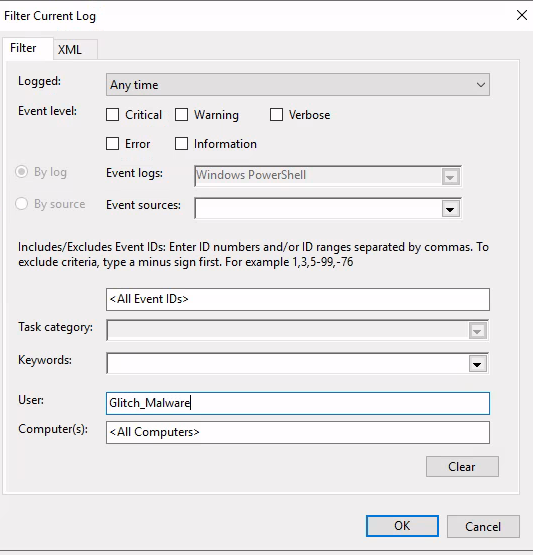 Filter Current Log
Filter XML
Logged: Any time
Event level: Critical Warning Verbose
Error Information
By log Event logs: Windows PowerShell
By source Event sources:
Includes/Excludes Event IDs: Enter ID numbers and/or ID ranges separated by commas. To
exclude criteria, type a minus sign first. For example 1,3,5-99,-76
<All Event IDs>
Task category:
Keywords:
User: Glitch_Malware
Computer(s): <All Computers>
Clear
OK Cancel